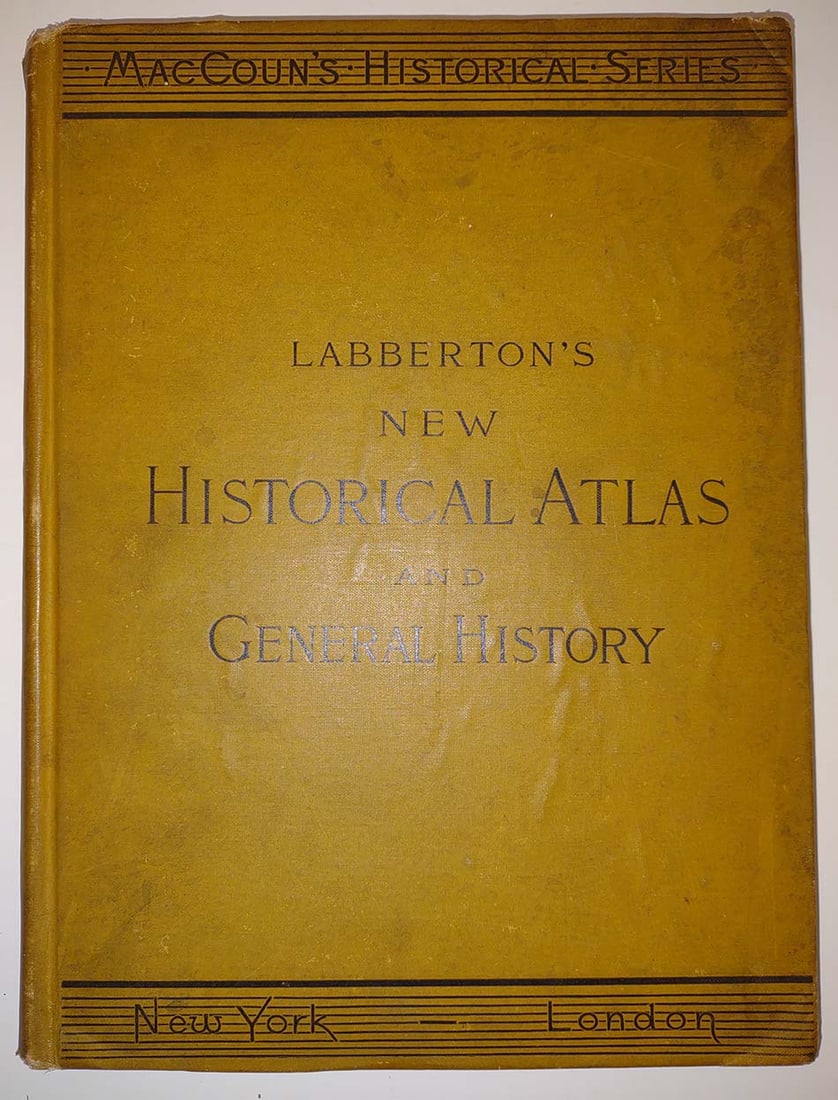 · MacCoun's · Historical · Series ·
LABBERTON'S
NEW
HISTORICAL ATLAS
AND
GENERAL HISTORY
New York — London